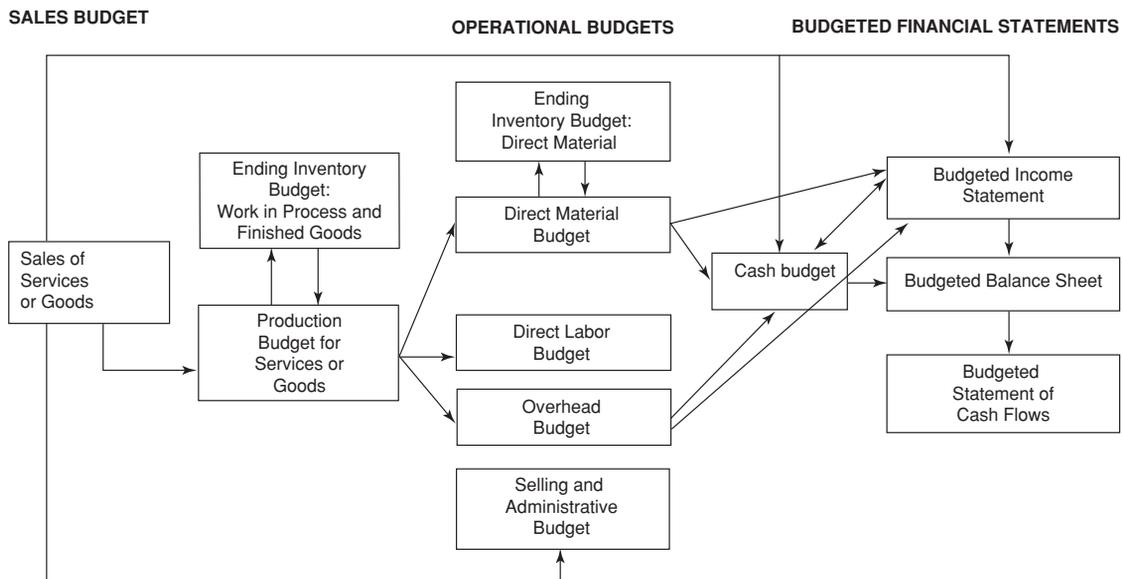 SALES BUDGET
OPERATIONAL BUDGETS
BUDGETED FINANCIAL STATEMENTS
Ending
Inventory Budget:
Direct Material
Ending Inventory
Budget:
Work in Process and
Finished Goods
Direct Material
Budget
Budgeted Income
Statement
Sales of
Services
or Goods
Cash budget
Budgeted Balance Sheet
Production
Budget for
Services or
Goods
Direct Labor
Budget
Overhead
Budget
Budgeted
Statement of
Cash Flows
Selling and
Administrative
Budget